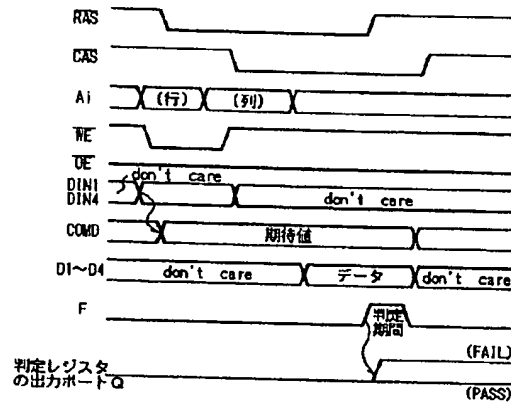 RAS
CAS
Ai (行) (列)
WE
OE
don't care
DIN1
DIN4 don't care
COMD 期待値
D1~D4 don't care データ don't care
F 判定
期間
(FAIL)
判定レジスタ
の出力ポートQ
(PASS)